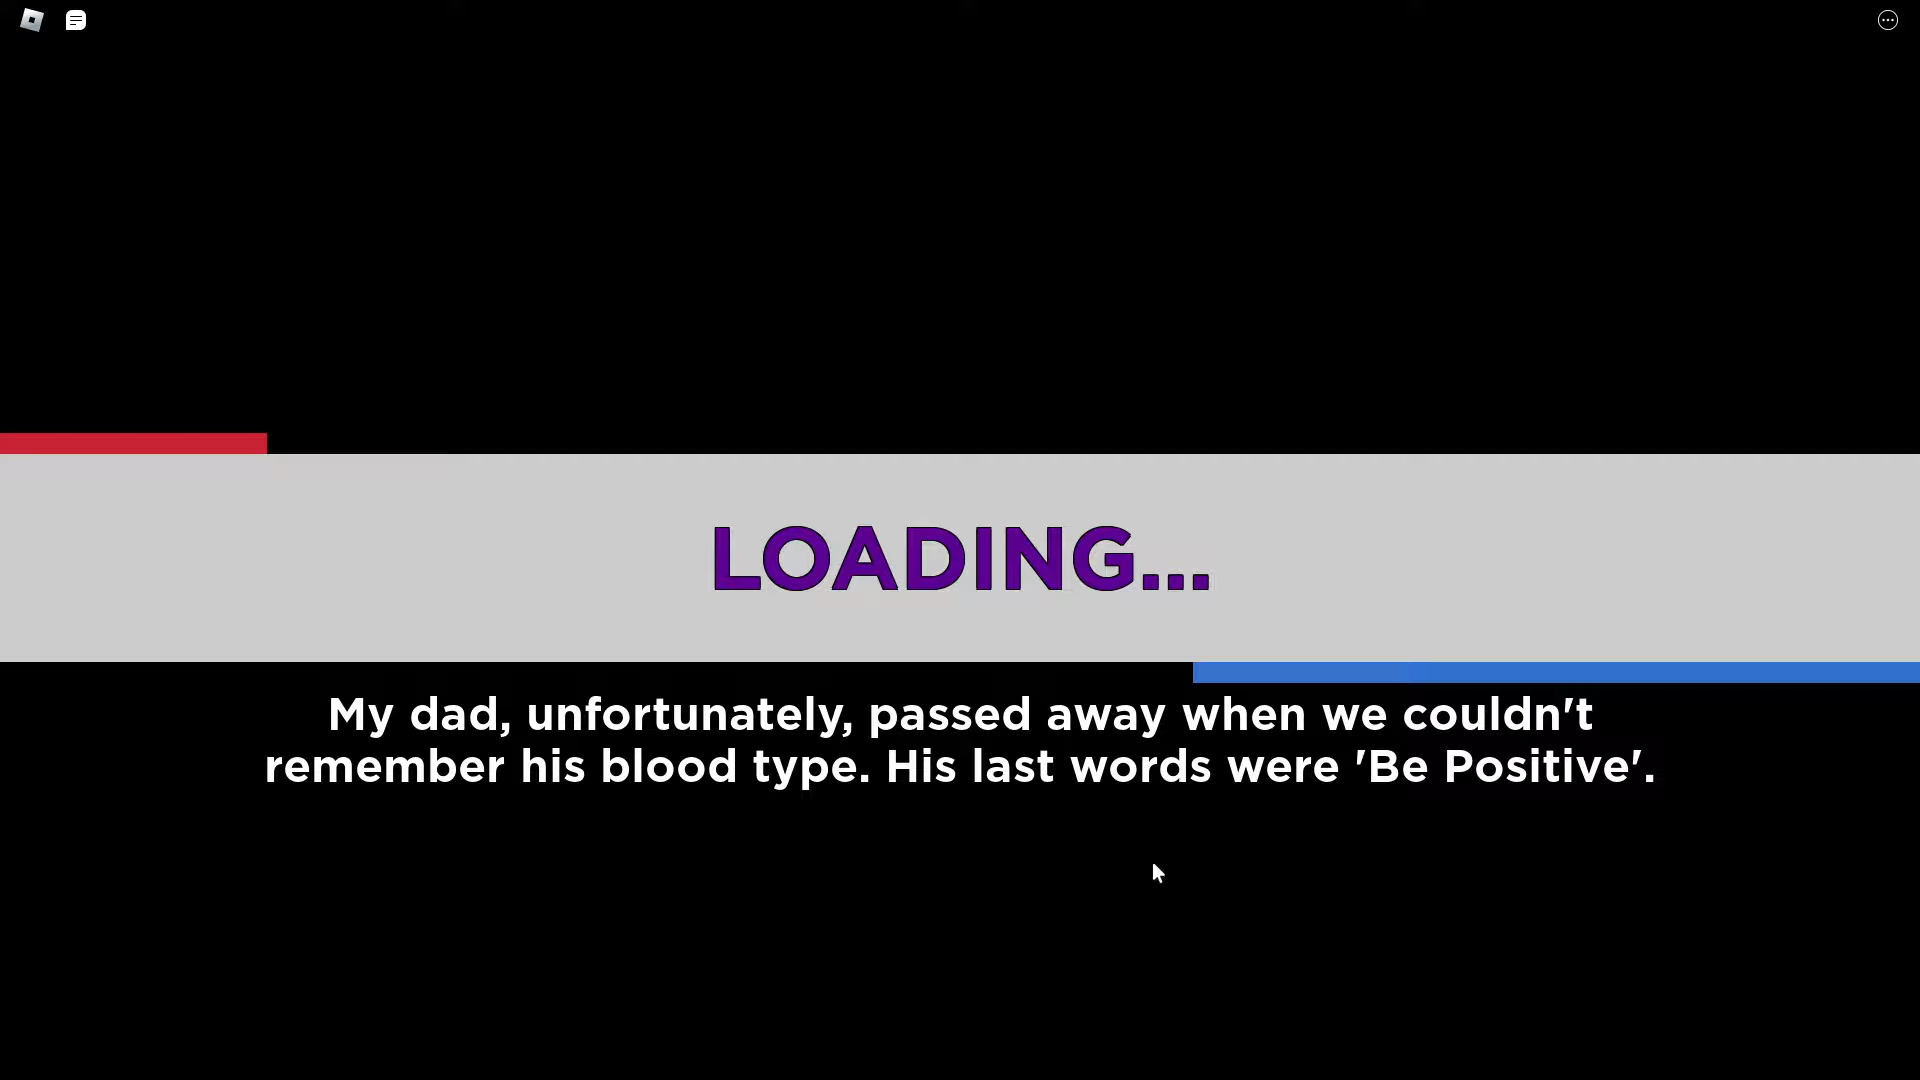 LOADING...
My dad, unfortunately, passed away when we couldn't
remember his blood type. His last words were 'Be Positive'.